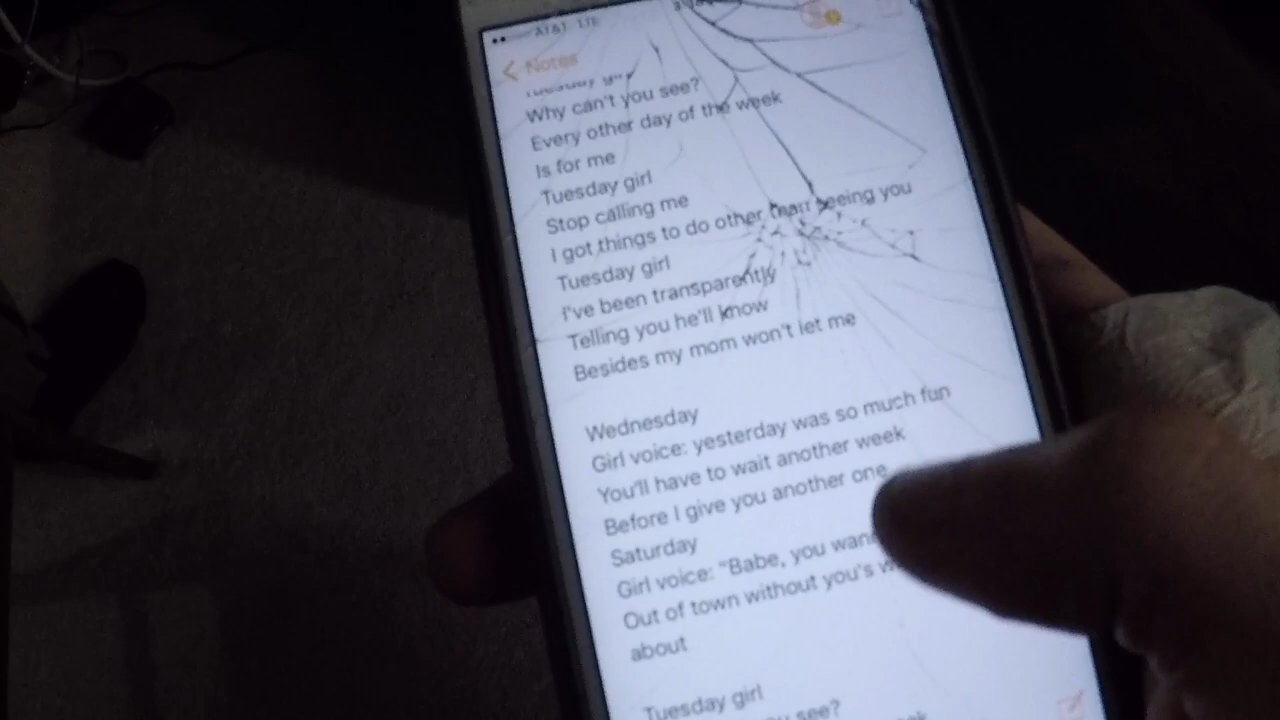 AT&T LTE
Notes
Tuesday
Why can't you see?
Every other day of the week
Is for me
Tuesday girl
Stop calling me
I got things to do other than seeing you
Tuesday girl
I've been transparently
Telling you he'll know
Besides my mom won't let me
Wednesday
Girl voice: yesterday was so much fun
You'll have to wait another week
Before I give you another one
Saturday
Girl voice: "Babe, you
Out of town without you's
about
Tuesday girl
see?